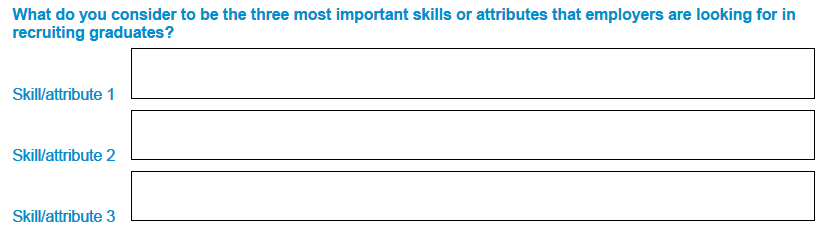 What do you consider to be the three most important skills or attributes that employers are looking for in
recruiting graduates?
Skill/attribute 1
Skill/attribute 2
Skill/attribute 3